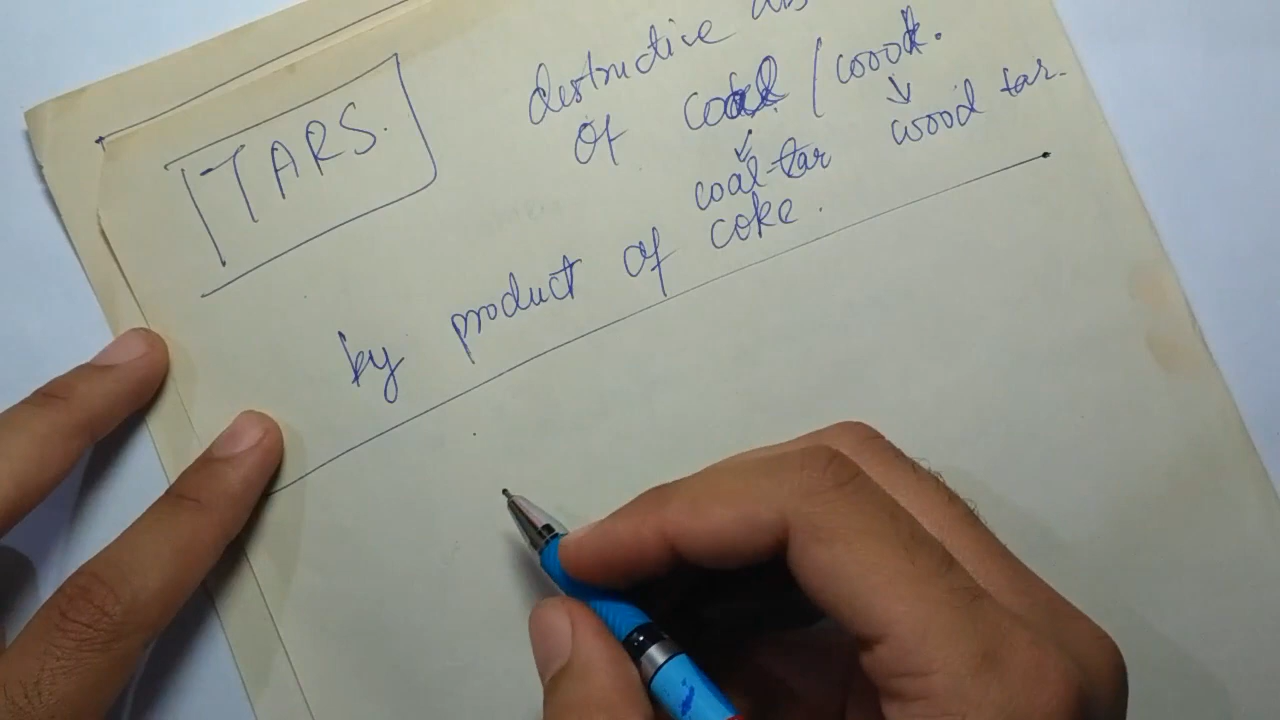 TARS.
destructive
of coal / wood.
coal-tar wood tar.
by product of coke.